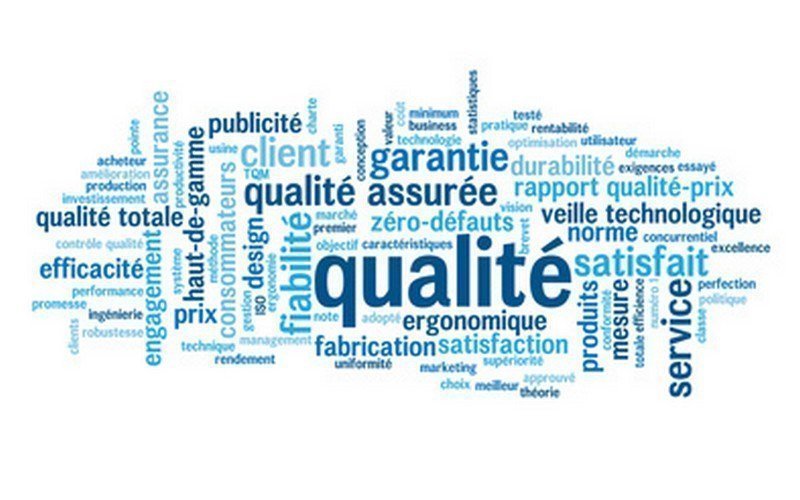 statistiques
assurance
publicité
charte
coût
minimum
testé
pointe
valeur
business
pratique
rentabilité
conception
technologie
optimisation
utilisateur
usine
client
garanti
garantie
démarche
acheteur
amélioration
productivité
haut-de-gamme
TQM
durabilité
exigences
essayé
production
investissement
consommateurs
qualité assurée
rapport qualité-prix
qualité totale
marché
premier
zéro-défauts
vision
brevet
veille technologique
norme
concurrentiel
contrôle qualité
engagement
système
méthode
design
fiabilité
objectif
caractéristiques
excellence
efficacité
ISO
ergonomie
gestion
qualité
satisfait
performance
promesse
ingénierie
prix
note
adopté
ergonomique
produits
conformité
mesure
totale efficience
numéro 1
service
perfection
politique
classe
clients
robustesse
technique
management
fabrication
satisfaction
rendement
uniformité
marketing
supériorité
choix
meilleur
approuvé
théorie